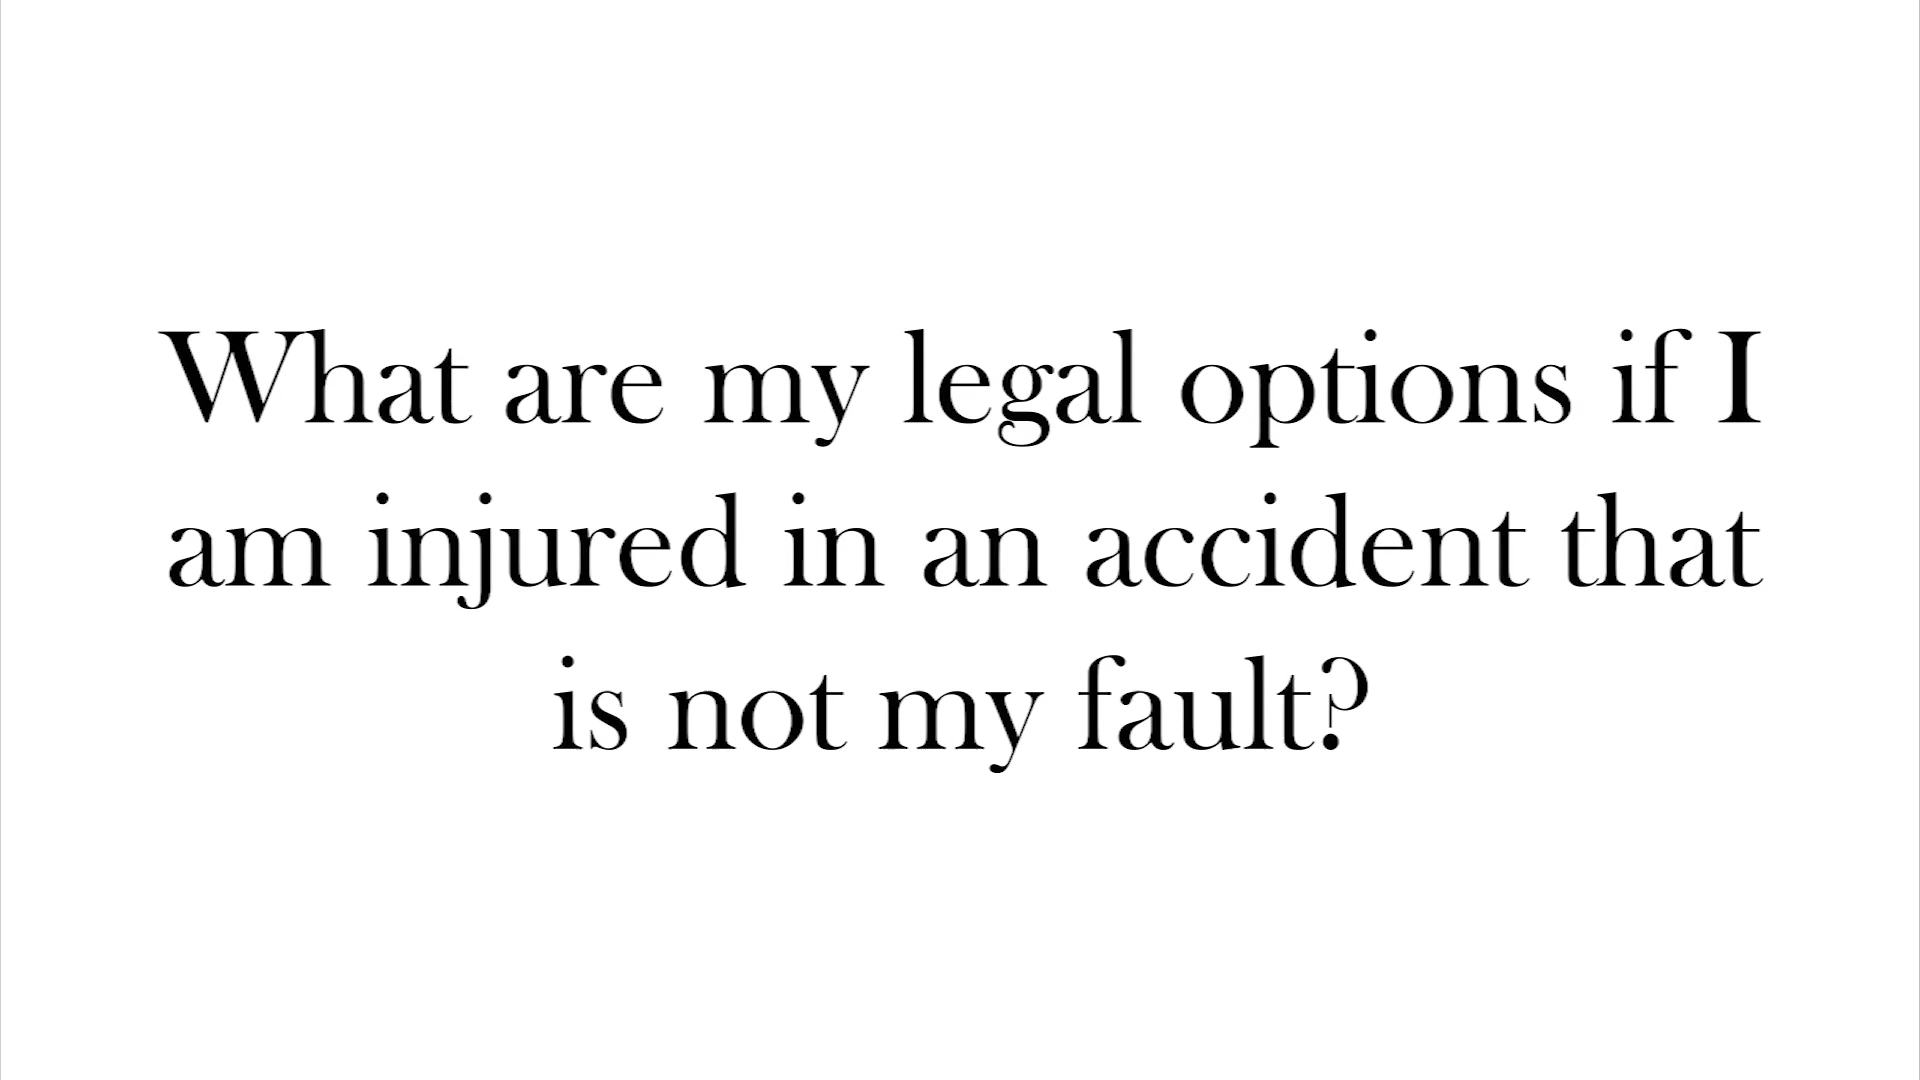 What are my legal options if I
am injured in an accident that
is not my fault?